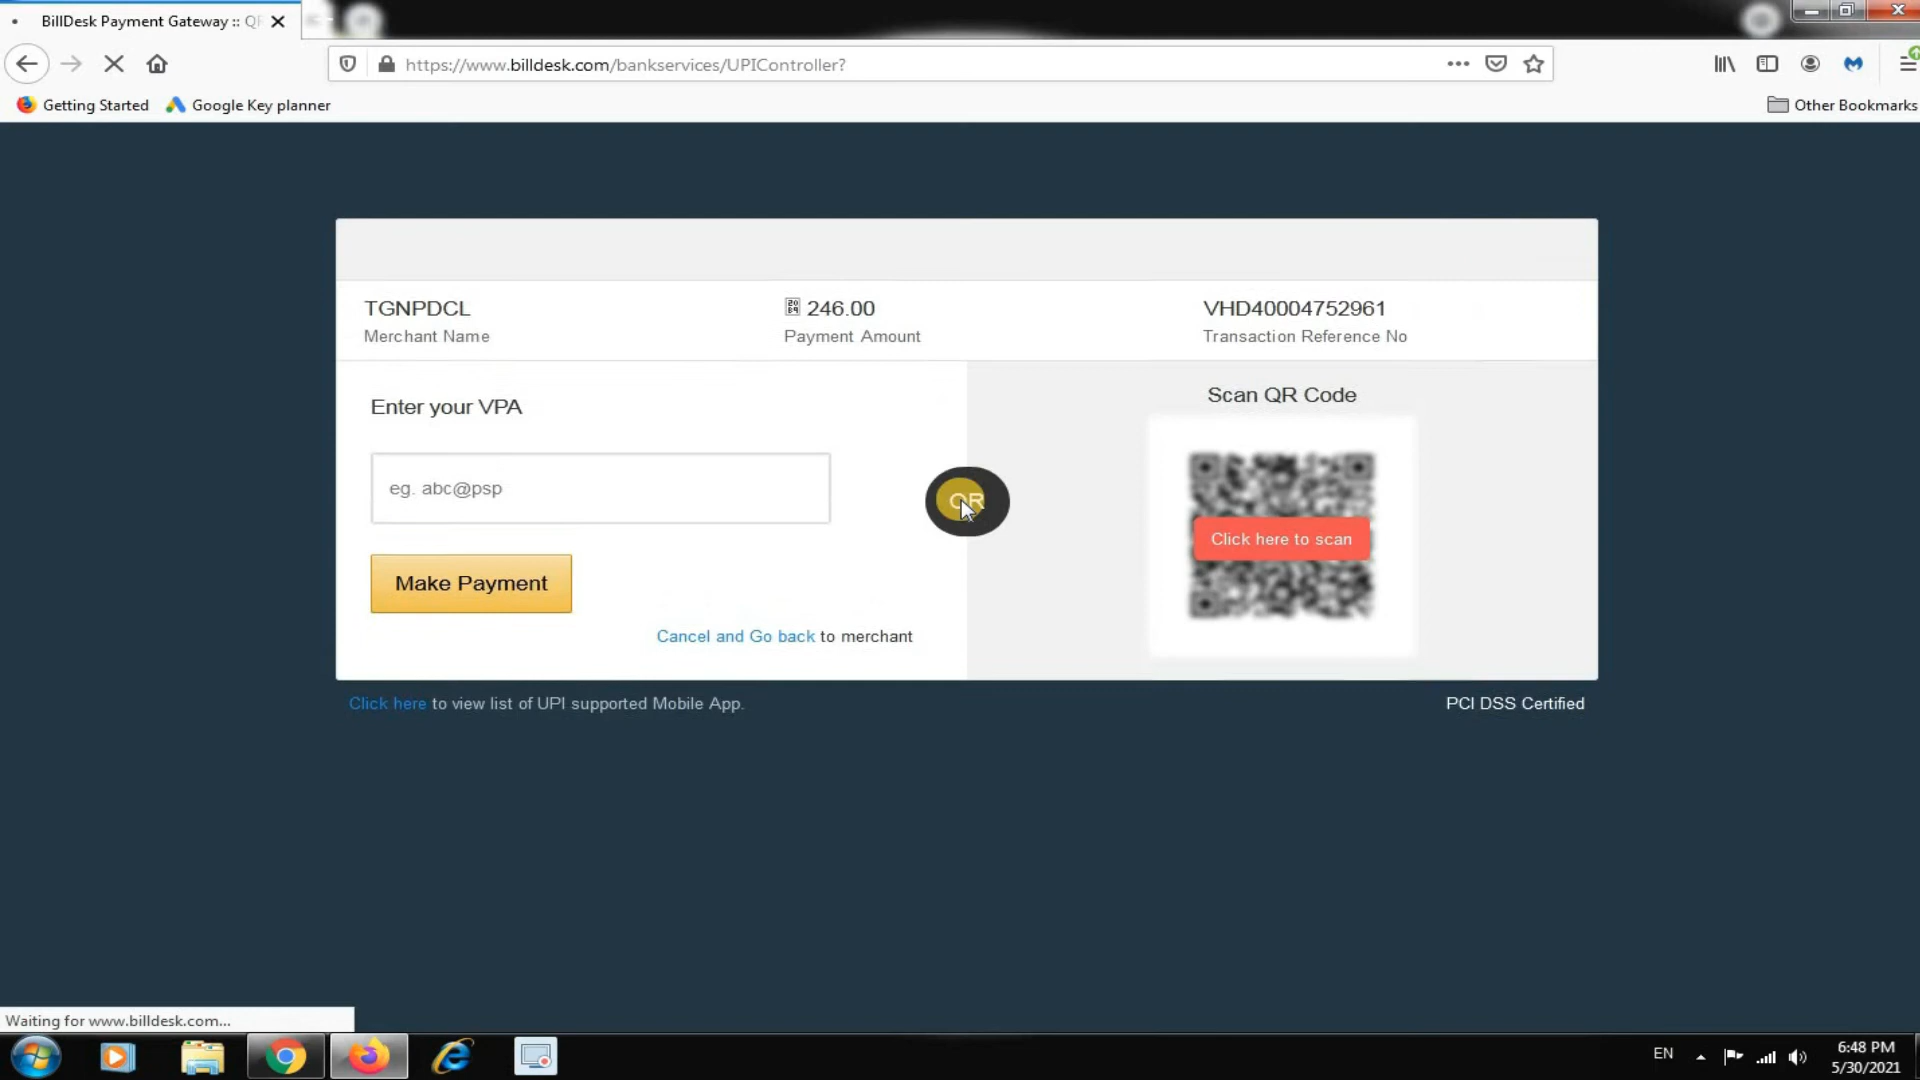 BillDesk Payment Gateway :: QR
https://www.billdesk.com/bankservices/UPIController?
Getting Started
Google Key planner
Other Bookmarks
TGNPDCL
Merchant Name
246.00
Payment Amount
VHD40004752961
Transaction Reference No
Enter your VPA
eg. abc@psp
Make Payment
Cancel and Go back to merchant
OR
Scan QR Code
Click here to scan
Click here to view list of UPI supported Mobile App.
PCI DSS Certified
Waiting for www.billdesk.com...
EN
6:48 PM
5/30/2021